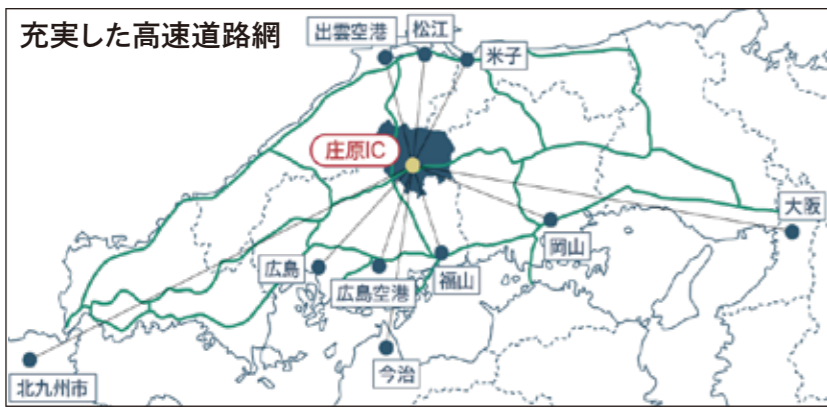 充実した高速道路網
出雲空港
松江
米子
庄原IC
大阪
岡山
広島
広島空港
福山
今治
北九州市